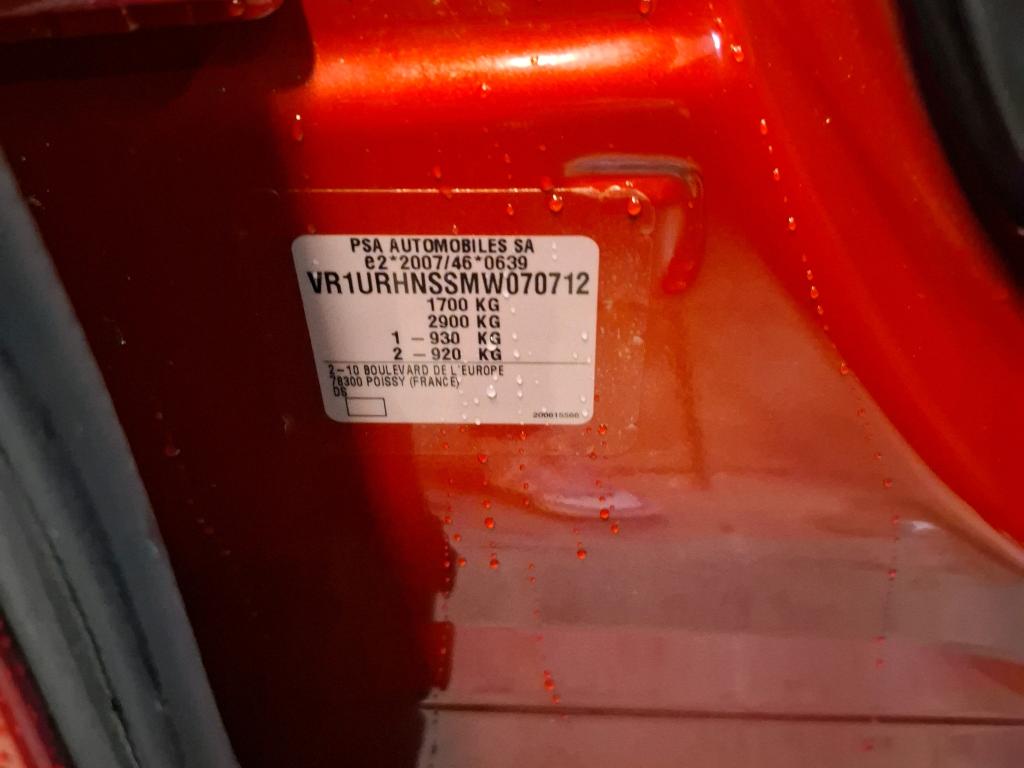 PSA AUTOMOBILES SA
e2*2007/46*0639
VR1URHNSSMW070712
1700 KG
2900 KG
1 – 930 KG
2 – 920 KG
2–10 BOULEVARD DE L'EUROPE
78300 POISSY (FRANCE)
DS
200615566